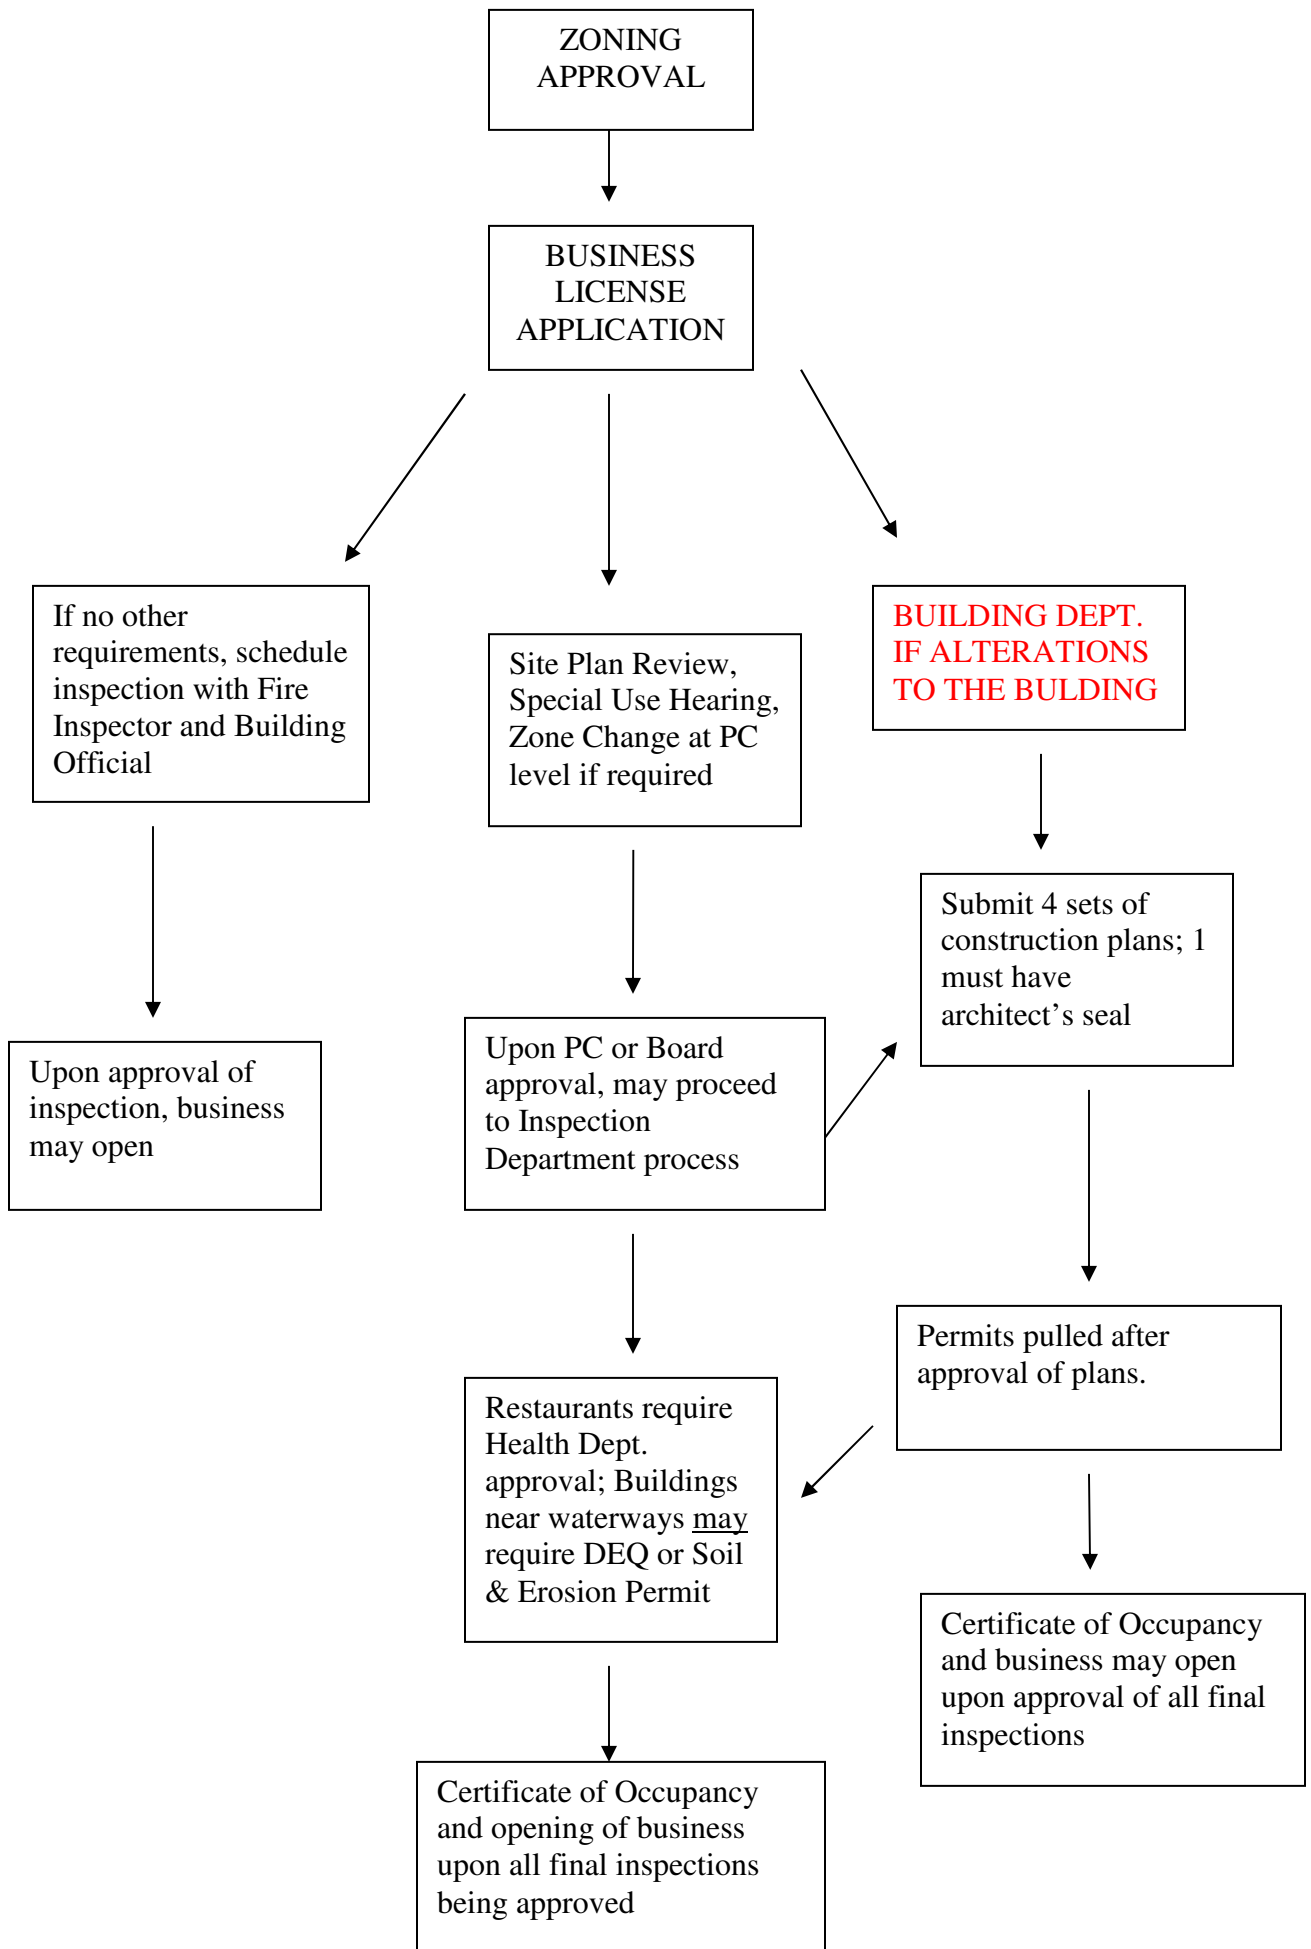 ZONING
APPROVAL
BUSINESS
LICENSE
APPLICATION
If no other
requirements, schedule
inspection with Fire
Inspector and Building
Official
Site Plan Review,
Special Use Hearing,
Zone Change at PC
level if required
BUILDING DEPT.
IF ALTERATIONS
TO THE BULDING
Submit 4 sets of
construction plans; 1
must have
architect’s seal
Upon approval of
inspection, business
may open
Upon PC or Board
approval, may proceed
to Inspection
Department process
Permits pulled after
approval of plans.
Restaurants require
Health Dept.
approval; Buildings
near waterways may
require DEQ or Soil
& Erosion Permit
Certificate of Occupancy
and business may open
upon approval of all final
inspections
Certificate of Occupancy
and opening of business
upon all final inspections
being approved